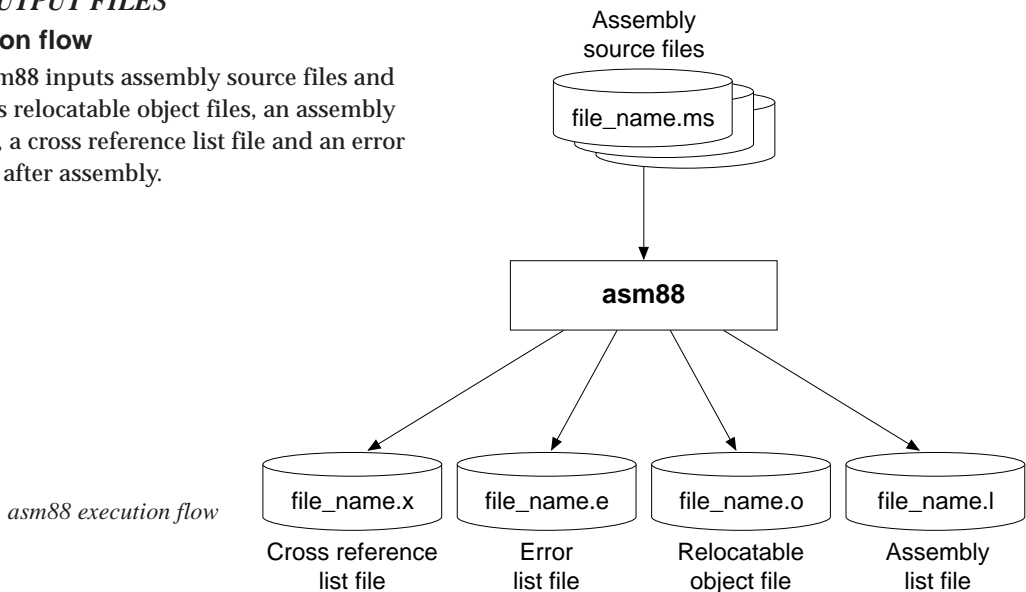 UTPUT FILES
on flow
m88 inputs assembly source files and
s relocatable object files, an assembly
, a cross reference list file and an error
after assembly.
Assembly
source files
file_name.ms
asm88
file_name.x
file_name.e
file_name.o
file_name.l
asm88 execution flow
Cross reference
list file
Error
list file
Relocatable
object file
Assembly
list file